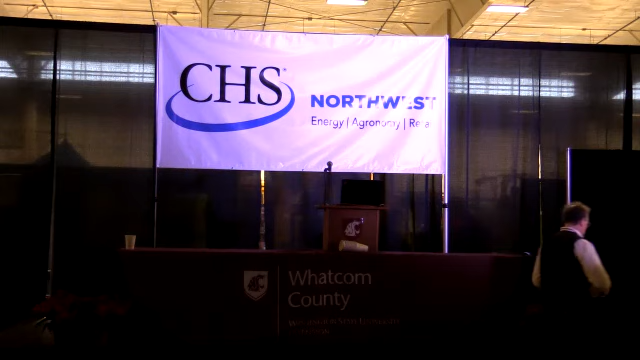 CHS
NORTHWEST
Energy | Agronomy | Retail
Whatcom
County